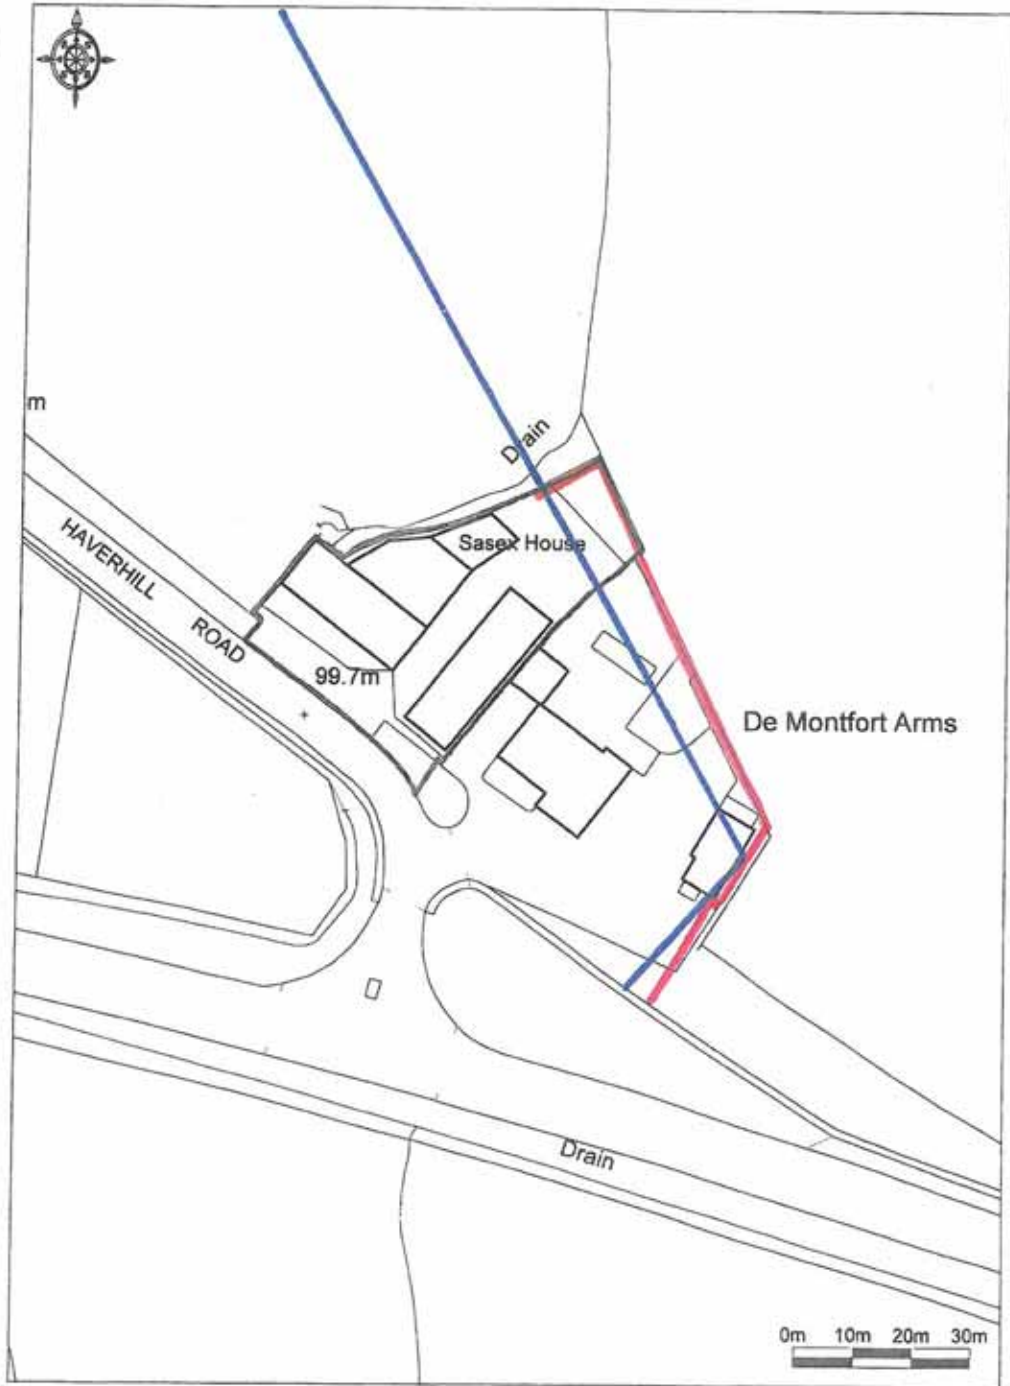 m
Drain
HAVERHILL
ROAD
Sasex House
99.7m
De Montfort Arms
Drain
0m 10m 20m 30m